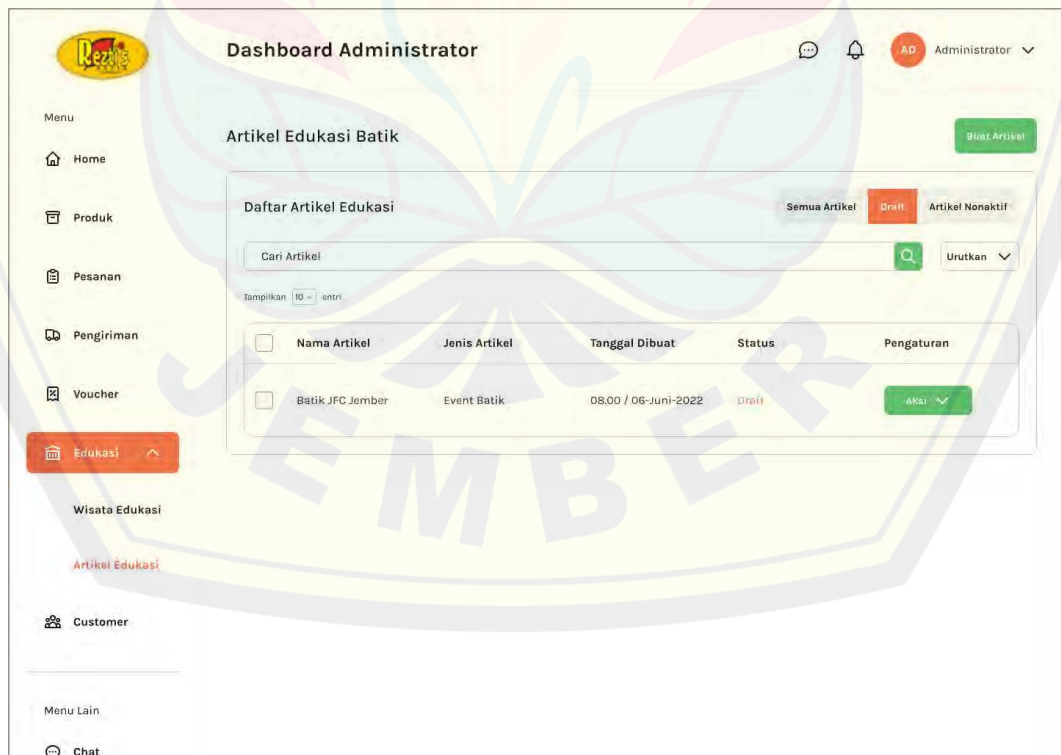 Rezti's
Dashboard Administrator
AD
Administrator
Menu
Home
Produk
Pesanan
Pengiriman
Voucher
Edukasi
Wisata Edukasi
Artikel Edukasi
Customer
Menu Lain
Chat
Artikel Edukasi Batik
Buat Artikel
Daftar Artikel Edukasi
Semua Artikel Draft Artikel Nonaktif
Cari Artikel
Urutkan
Tampilkan 10 entri
Nama Artikel Jenis Artikel Tanggal Dibuat Status Pengaturan
Batik JFC Jember Event Batik 08.00 / 06-Juni-2022 Draft Aksi
JEMBER